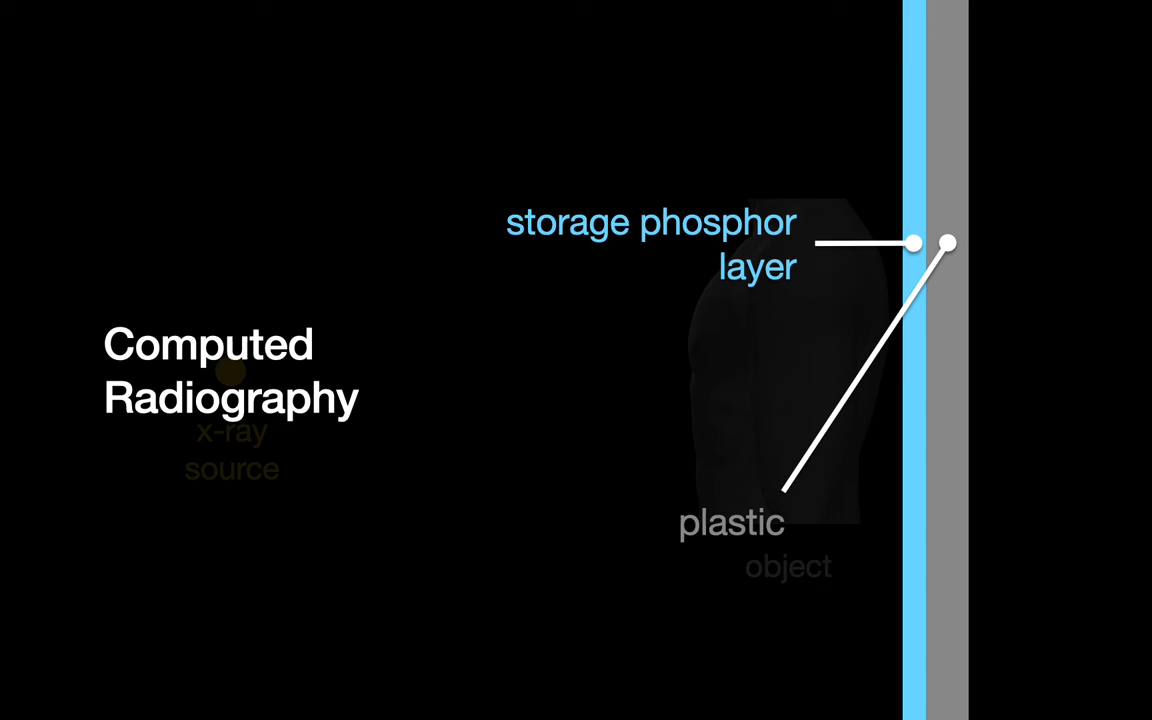 storage phosphor
layer
Computed
Radiography
x-ray
source
plastic
object